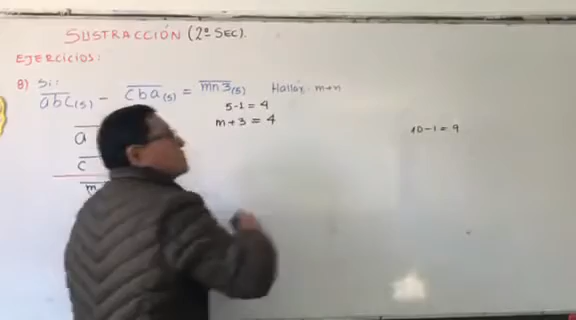 SUSTRACCIÓN (2º SEC).
EJERCICIOS:
8) Si:
abc(5) - cba(5) = mn3(5) Hallar: m+n
5-1 = 4
m+3 = 4
10-1 = 9
a
c
m